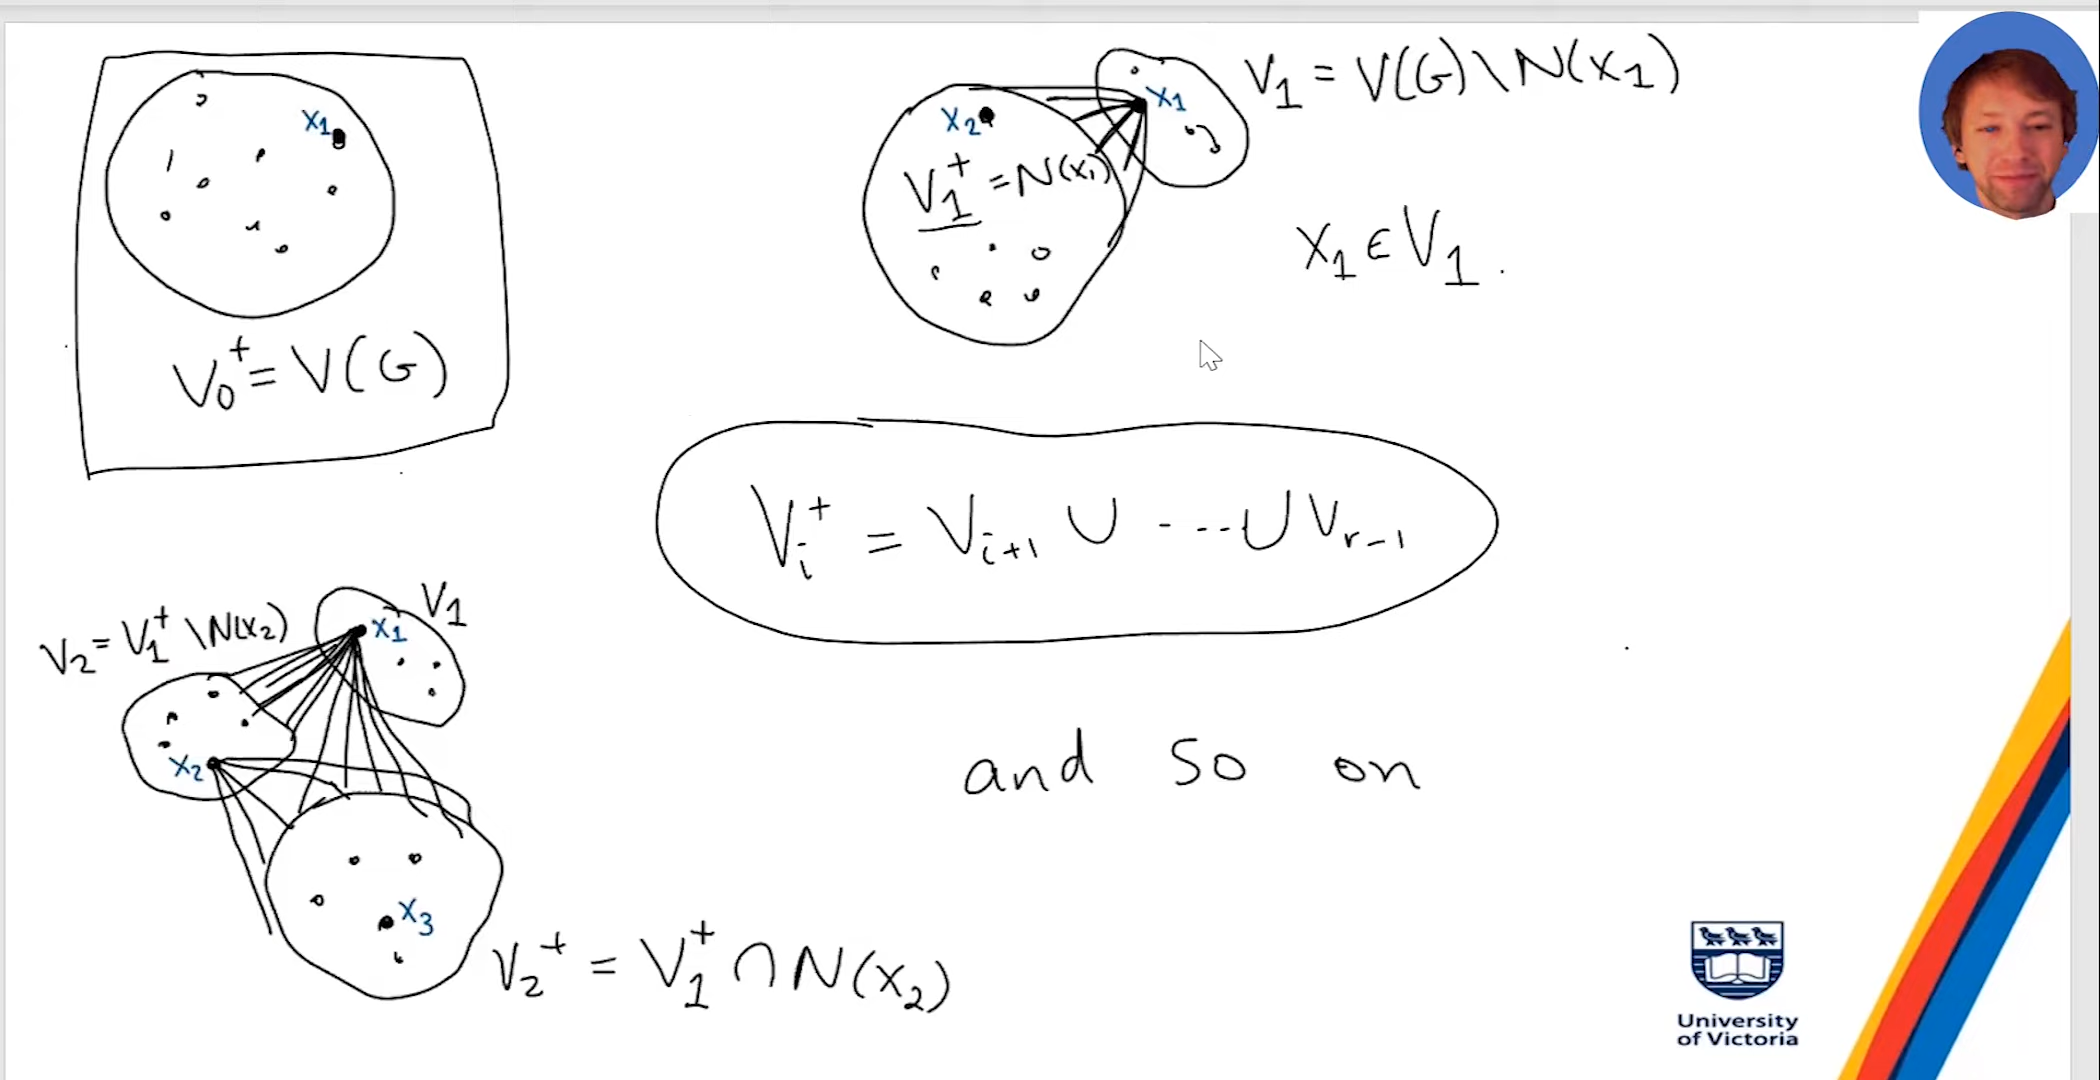 x₁
V₀⁺ = V(G)
V₁ = V(G) \ N(x₁)
x₁
x₂
V₁⁺ = N(x₁)
x₁ ∈ V₁.
Vᵢ⁺ = Vᵢ₊₁ ∪ ---- ∪ Vᵣ₋₁
V₁
x₁
V₂ = V₁⁺ \ N(x₂)
x₂
x₃
V₂⁺ = V₁⁺ ∩ N(x₂)
and so on
University
of Victoria